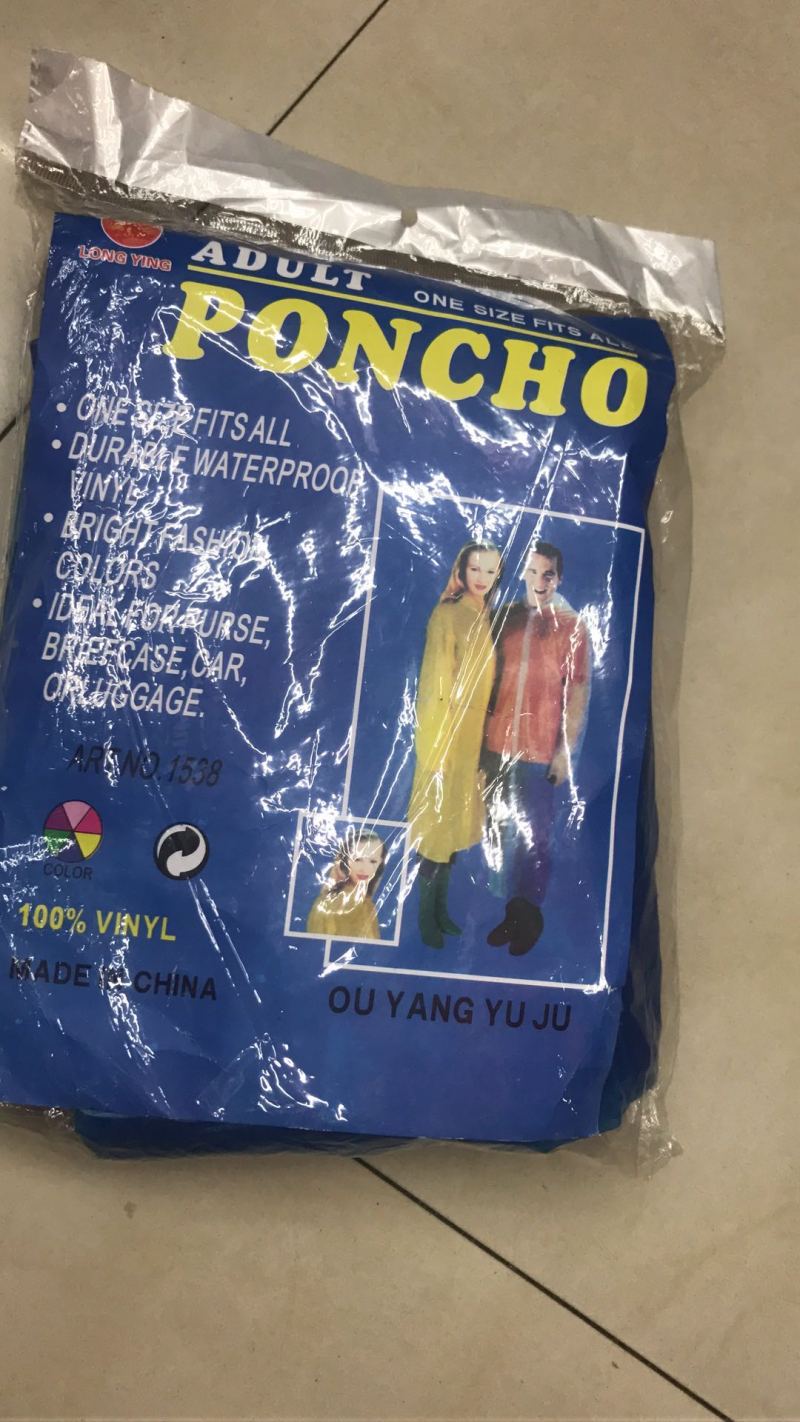 LONG YING
ADULT
ONE SIZE FITS ALL
PONCHO
• ONE SIZE FITS ALL
• DURABLE WATERPROOF
VINYL
• BRIGHT FASHION
COLORS
• IDEAL FOR PURSE,
BRIEFCASE, CAR,
OR LUGGAGE.
ART.NO.1538
COLOR
100% VINYL
MADE IN CHINA
OU YANG YU JU